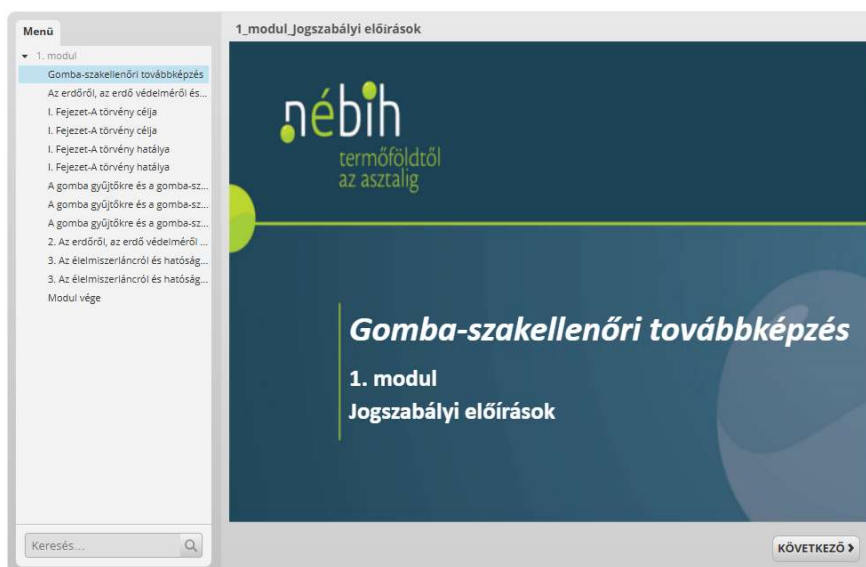 Menü
1_modul_Jogszabályi előírások
1. modul
Gomba-szakellenőri továbbképzés
Az erdőről, az erdő védelméről és...
I. Fejezet-A törvény célja
I. Fejezet-A törvény célja
I. Fejezet-A törvény hatálya
I. Fejezet-A törvény hatálya
A gomba gyűjtőkre és a gomba-sz...
A gomba gyűjtőkre és a gomba-sz...
A gomba gyűjtőkre és a gomba-sz...
2. Az erdőről, az erdő védelméről ...
3. Az élelmiszerláncról és hatóság...
3. Az élelmiszerláncról és hatóság...
Modul vége
Keresés...
nébih
termőföldtől
az asztalig
Gomba-szakellenőri továbbképzés
1. modul
Jogszabályi előírások
KÖVETKEZŐ